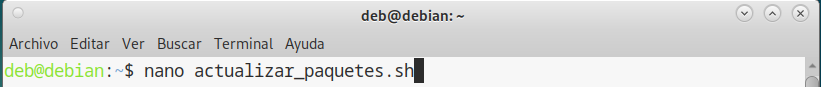 deb@debian: ~
Archivo Editar Ver Buscar Terminal Ayuda
deb@debian:~$ nano actualizar_paquetes.sh